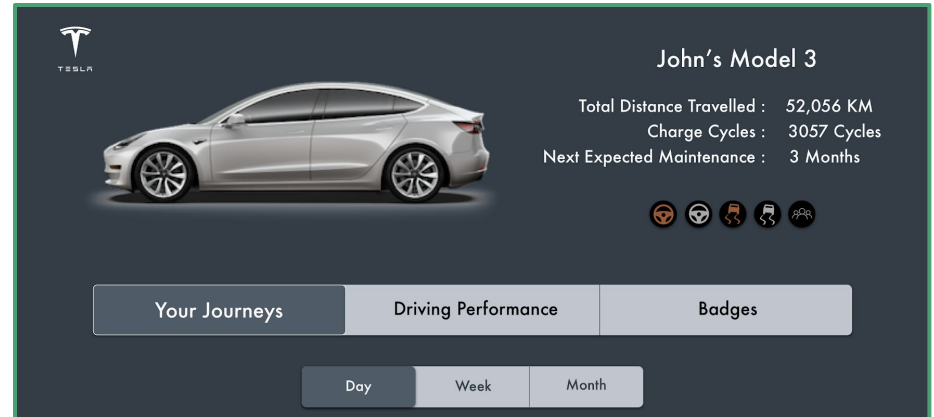 TESLA
John's Model 3
Total Distance Travelled : 52,056 KM
Charge Cycles : 3057 Cycles
Next Expected Maintenance : 3 Months
Your Journeys Driving Performance Badges
Day Week Month